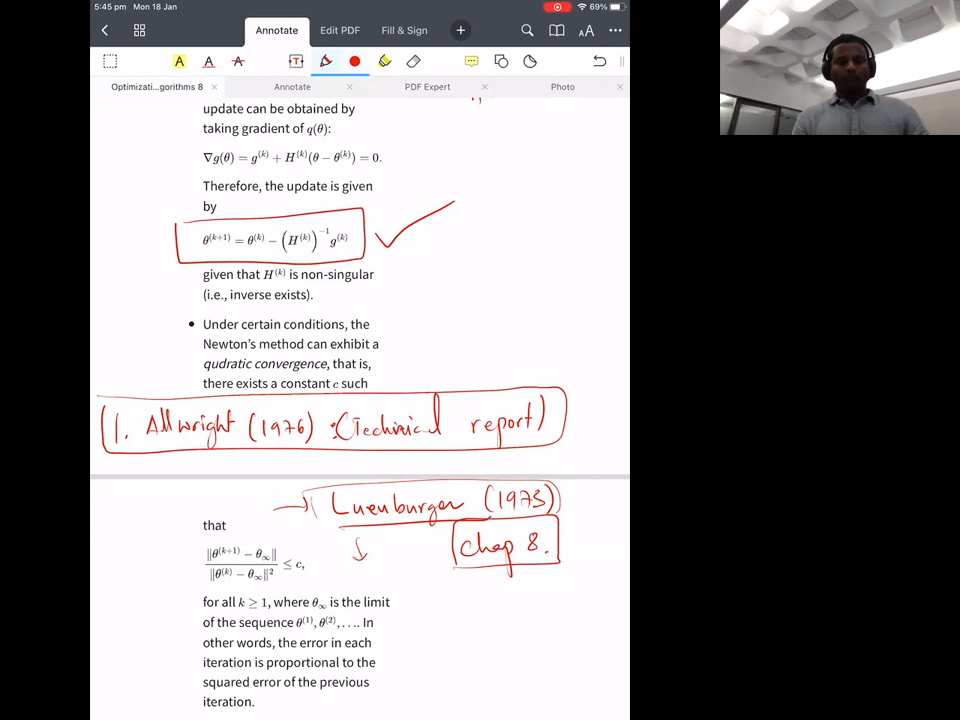 5:45 pm Mon 18 Jan
69%
Annotate Edit PDF Fill & Sign
Optimizati...gorithms 8 Annotate PDF Expert Photo
update can be obtained by
taking gradient of q(θ):
∇g(θ) = g^(k) + H^(k)(θ − θ^(k)) = 0.
Therefore, the update is given
by
θ^(k+1) = θ^(k) − (H^(k))^−1 g^(k)
given that H^(k) is non-singular
(i.e., inverse exists).
• Under certain conditions, the
Newton's method can exhibit a
qudratic convergence, that is,
there exists a constant c such
1. Allwright (1976) : (Technical report)
Luenburger (1973)
Chap 8.
that
‖θ^(k+1) − θ_∞‖ / ‖θ^(k) − θ_∞‖^2 ≤ c,
for all k ≥ 1, where θ_∞ is the limit
of the sequence θ^(1), θ^(2), .... In
other words, the error in each
iteration is proportional to the
squared error of the previous
iteration.